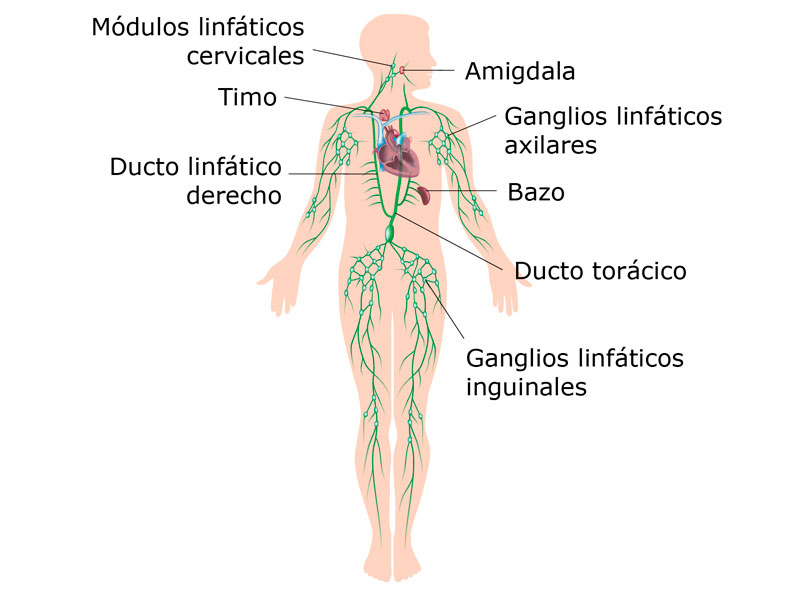 Módulos linfáticos
cervicales
Amigdala
Timo
Ganglios linfáticos
axilares
Ducto linfático
derecho
Bazo
Ducto torácico
Ganglios linfáticos
inguinales